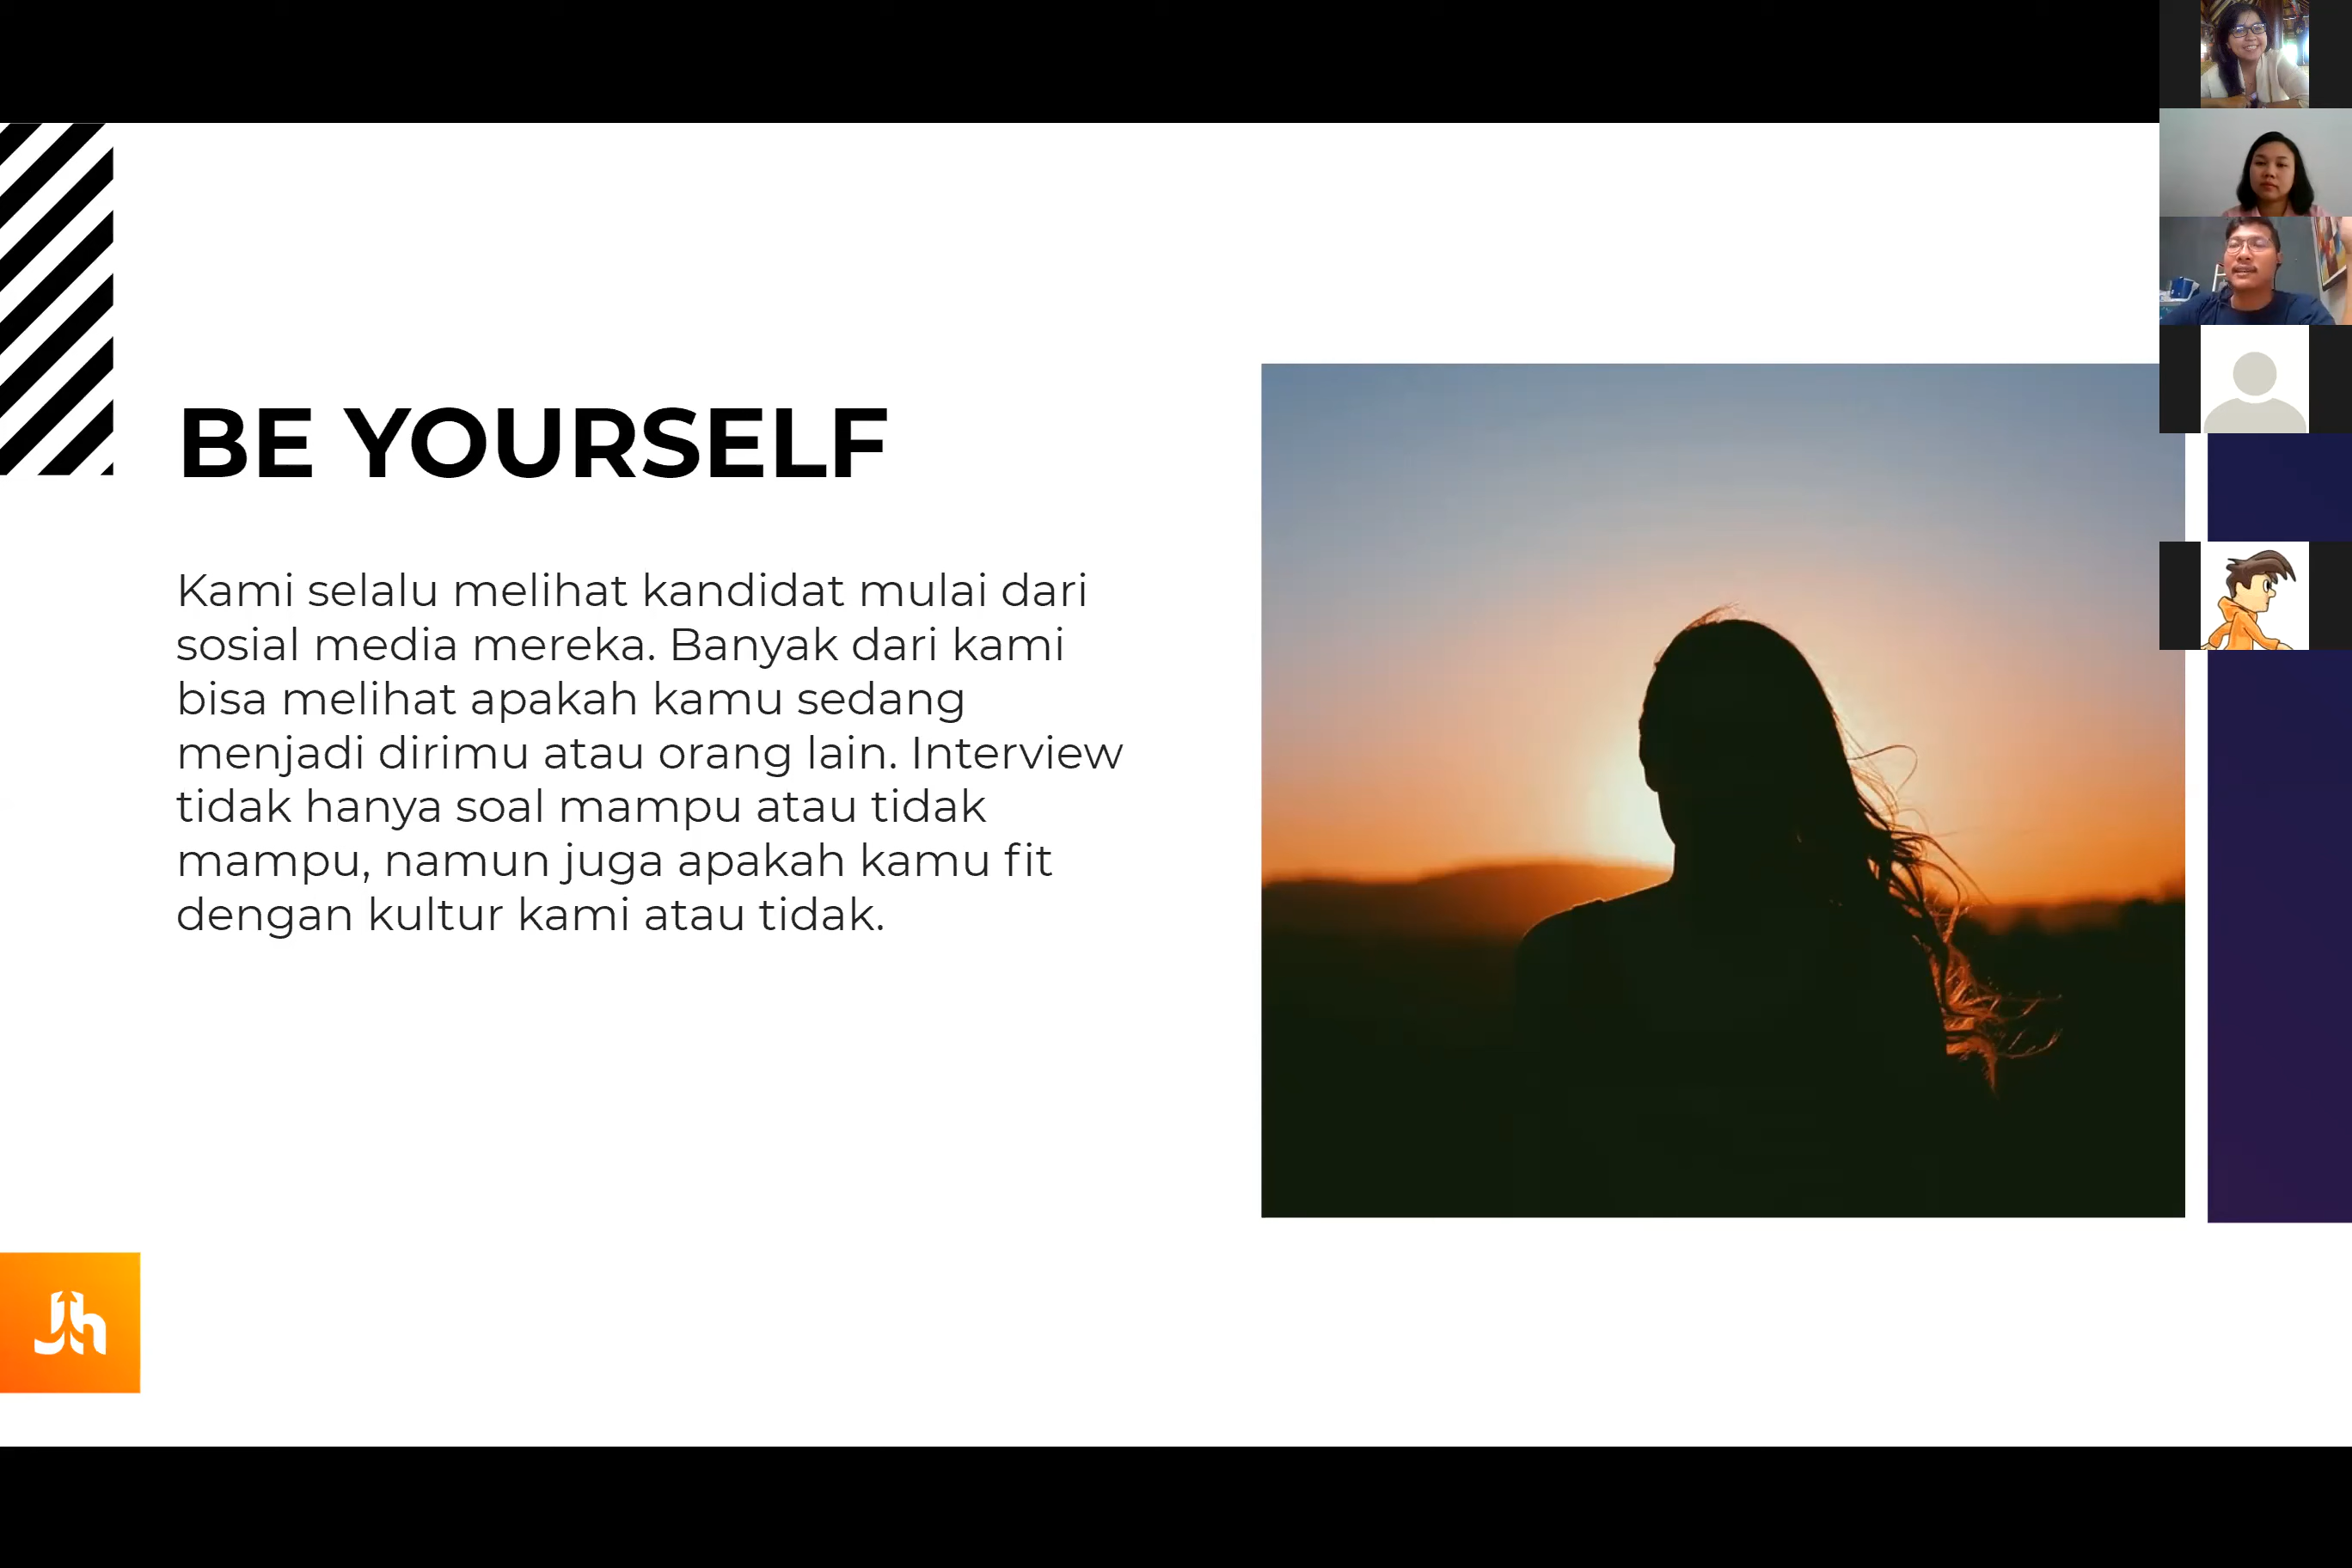 BE YOURSELF
Kami selalu melihat kandidat mulai dari
sosial media mereka. Banyak dari kami
bisa melihat apakah kamu sedang
menjadi dirimu atau orang lain. Interview
tidak hanya soal mampu atau tidak
mampu, namun juga apakah kamu fit
dengan kultur kami atau tidak.
Jh